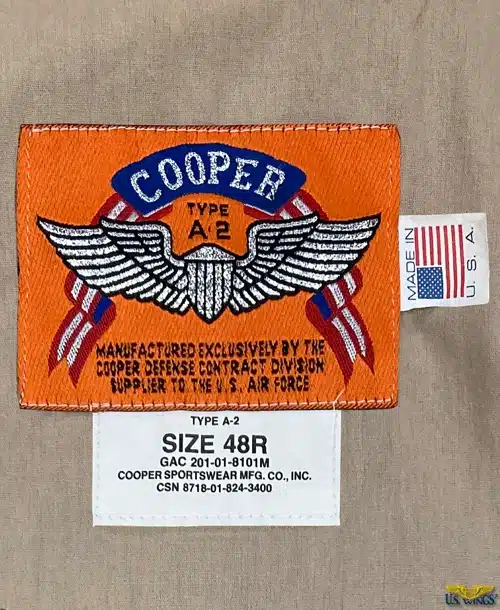 COOPER
TYPE
A-2
MANUFACTURED EXCLUSIVELY BY THE
COOPER DEFENSE CONTRACT DIVISION
SUPPLIER TO THE U.S. AIR FORCE
MADE IN
U.S.A.
TYPE A-2
SIZE 48R
GAC 201-01-8101M
COOPER SPORTSWEAR MFG. CO., INC.
CSN 8718-01-824-3400
U.S. WINGS